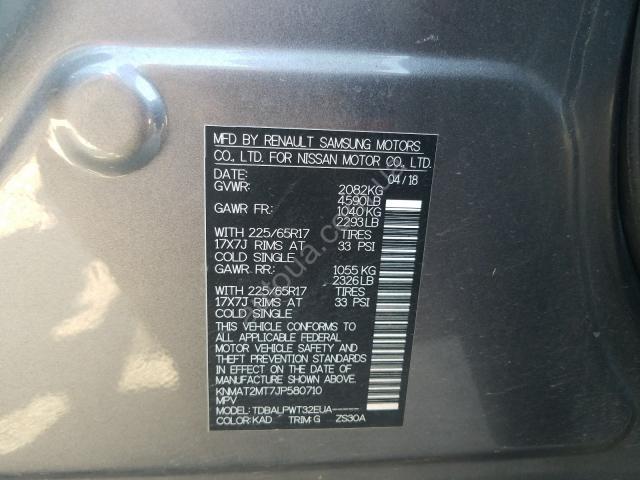 MFD BY RENAULT SAMSUNG MOTORS
CO., LTD. FOR NISSAN MOTOR CO., LTD.
DATE: 04/18
GVWR: 2082KG
4590LB
GAWR FR: 1040 KG
2293 LB
WITH 225/65R17 TIRES
17X7J RIMS AT 33 PSI
COLD SINGLE
GAWR RR: 1055 KG
2326 LB
WITH 225/65R17 TIRES
17X7J RIMS AT 33 PSI
COLD SINGLE
THIS VEHICLE CONFORMS TO
ALL APPLICABLE FEDERAL
MOTOR VEHICLE SAFETY AND
THEFT PREVENTION STANDARDS
IN EFFECT ON THE DATE OF
MANUFACTURE SHOWN ABOVE.
KNMAT2MT7JP580710
MPV
MODEL: TDBALPWT32EUA-----
COLOR: KAD TRIM: G ZS30A